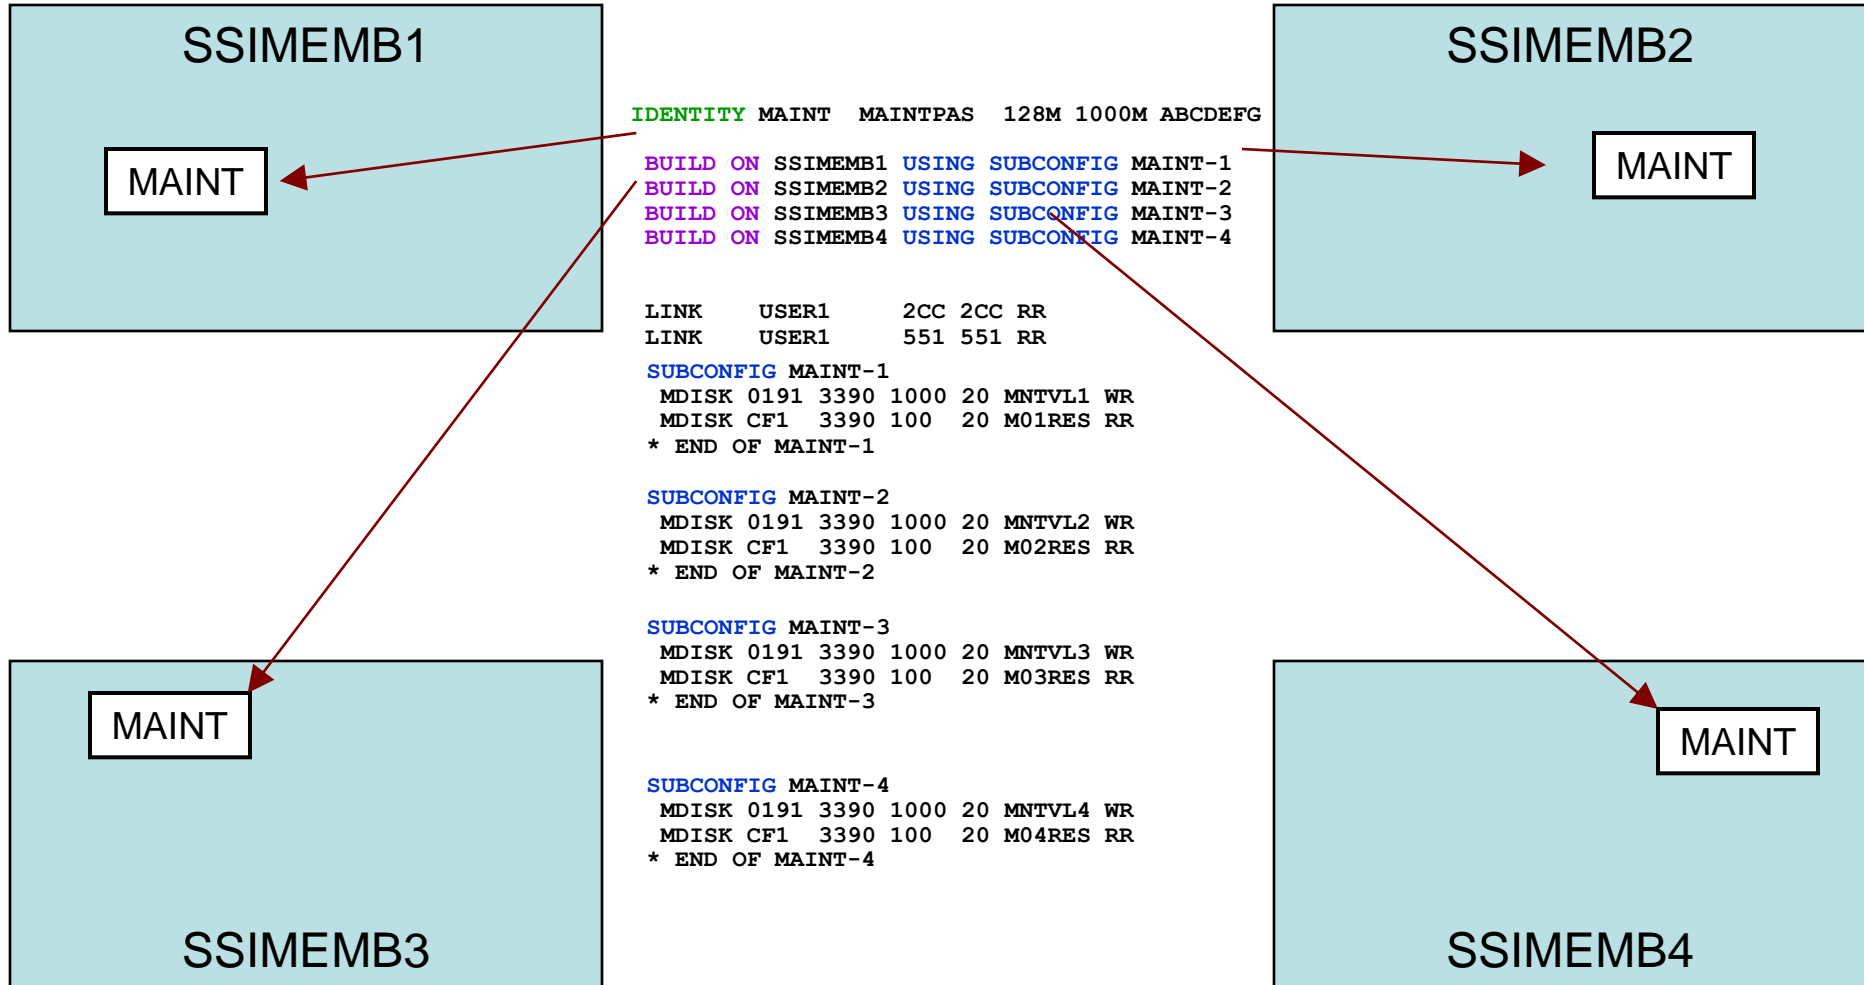 SSIMEMB1
SSIMEMB2
MAINT
MAINT
IDENTITY MAINT  MAINTPAS  128M 1000M ABCDEFG
BUILD ON SSIMEMB1 USING SUBCONFIG MAINT-1
BUILD ON SSIMEMB2 USING SUBCONFIG MAINT-2
BUILD ON SSIMEMB3 USING SUBCONFIG MAINT-3
BUILD ON SSIMEMB4 USING SUBCONFIG MAINT-4
LINK    USER1     2CC 2CC RR
LINK    USER1     551 551 RR
SUBCONFIG MAINT-1
MDISK 0191 3390 1000 20 MNTVL1 WR
MDISK CF1  3390 100  20 M01RES RR
* END OF MAINT-1
SUBCONFIG MAINT-2
MDISK 0191 3390 1000 20 MNTVL2 WR
MDISK CF1  3390 100  20 M02RES RR
* END OF MAINT-2
SUBCONFIG MAINT-3
MDISK 0191 3390 1000 20 MNTVL3 WR
MDISK CF1  3390 100  20 M03RES RR
* END OF MAINT-3
SUBCONFIG MAINT-4
MDISK 0191 3390 1000 20 MNTVL4 WR
MDISK CF1  3390 100  20 M04RES RR
* END OF MAINT-4
MAINT
MAINT
SSIMEMB3
SSIMEMB4